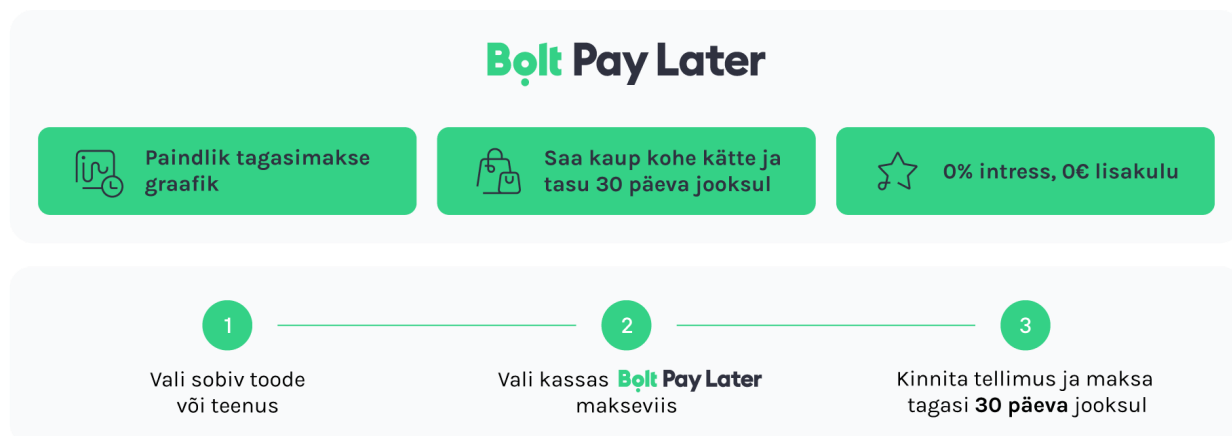 Bolt Pay Later
Paindlik tagasimakse
graafik
Saa kaup kohe kätte ja
tasu 30 päeva jooksul
0% intress, 0€ lisakulu
1
Vali sobiv toode
või teenus
2
Vali kassas Bolt Pay Later
makseviis
3
Kinnita tellimus ja maksa
tagasi 30 päeva jooksul